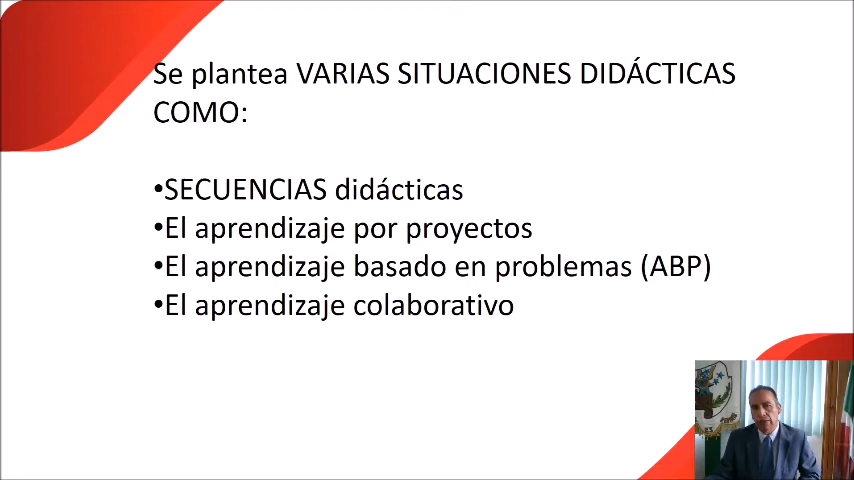 Se plantea VARIAS SITUACIONES DIDÁCTICAS
COMO:
•SECUENCIAS didácticas
•El aprendizaje por proyectos
•El aprendizaje basado en problemas (ABP)
•El aprendizaje colaborativo